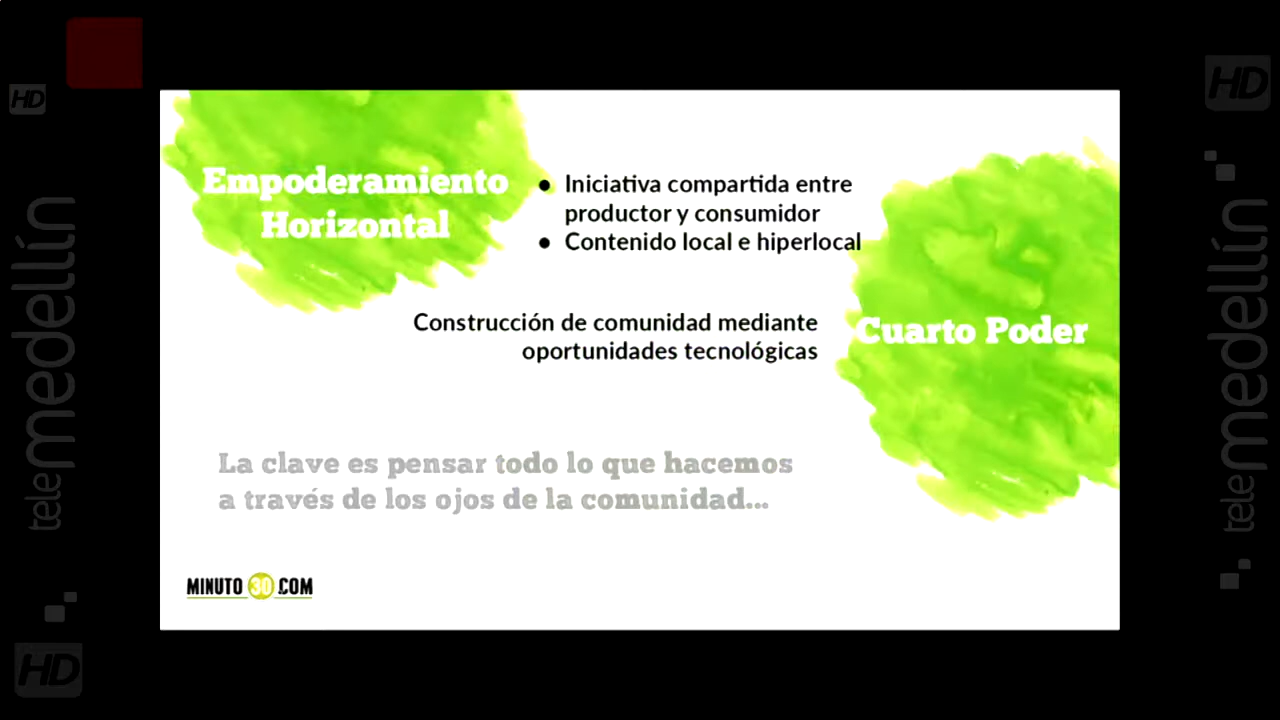 HD
HD
telemedellín
telemedellín
HD
Empoderamiento
Horizontal
● Iniciativa compartida entre
productor y consumidor
● Contenido local e hiperlocal
Construcción de comunidad mediante
oportunidades tecnológicas
Cuarto Poder
La clave es pensar todo lo que hacemos
a través de los ojos de la comunidad...
MINUTO30.COM